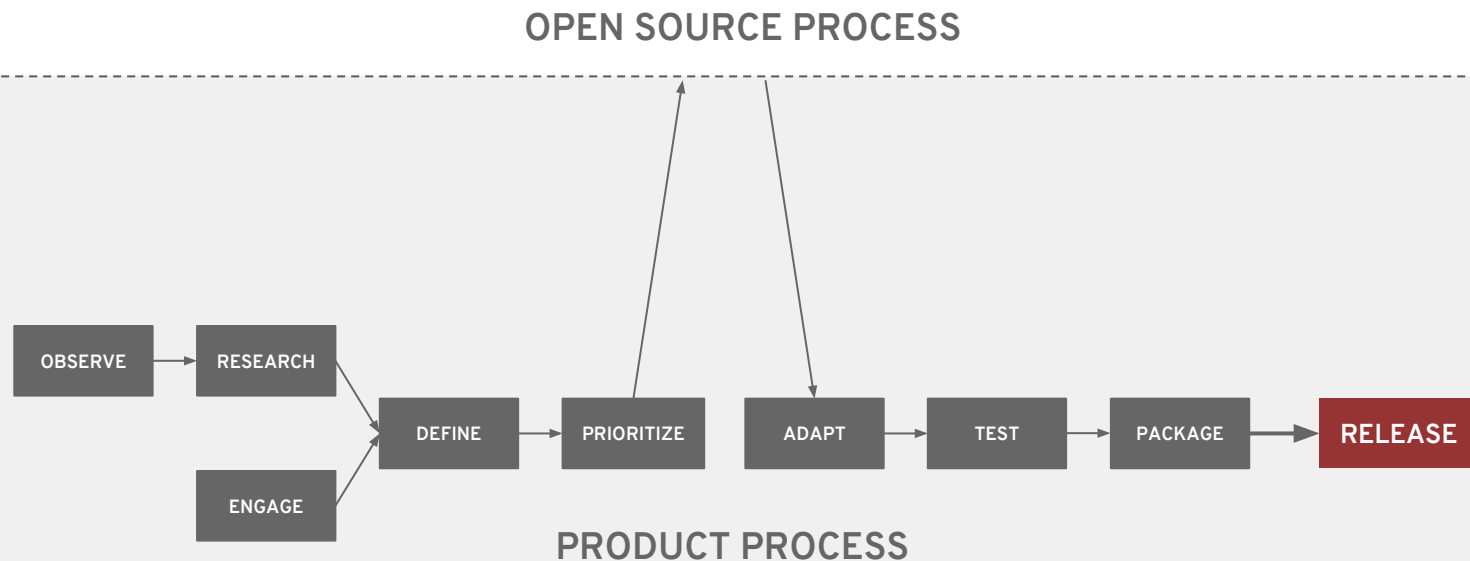 OPEN SOURCE PROCESS
OBSERVE
RESEARCH
ENGAGE
DEFINE
PRIORITIZE
ADAPT
TEST
PACKAGE
RELEASE
PRODUCT PROCESS